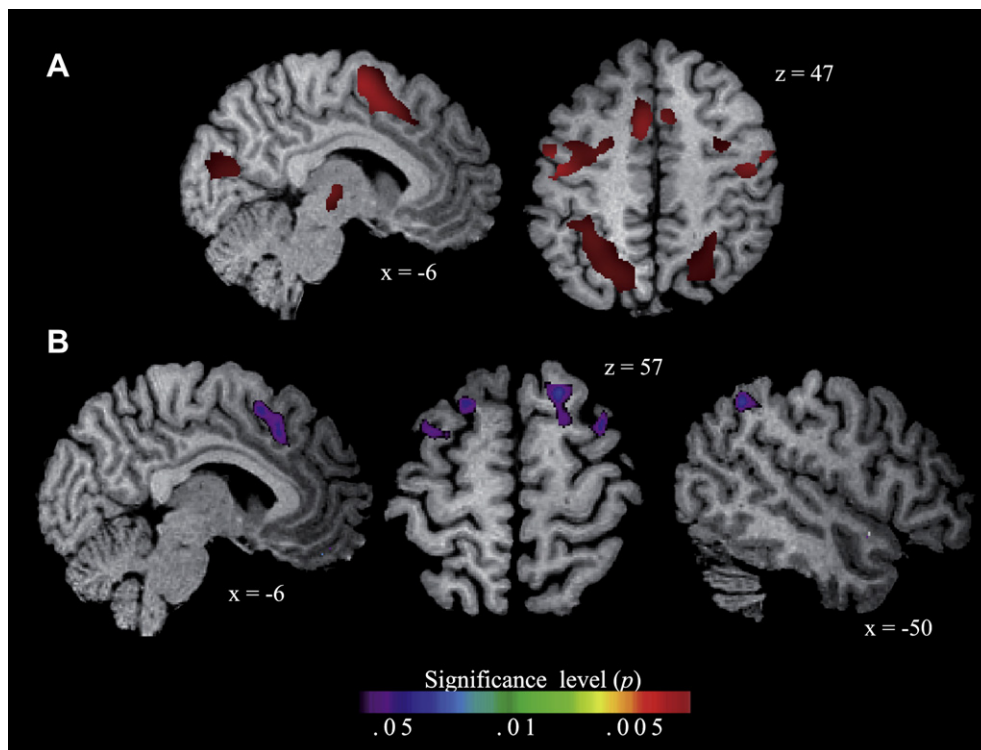 A
z = 47
x = -6
B
z = 57
x = -6
x = -50
Significance level (p)
.05 .01 .005